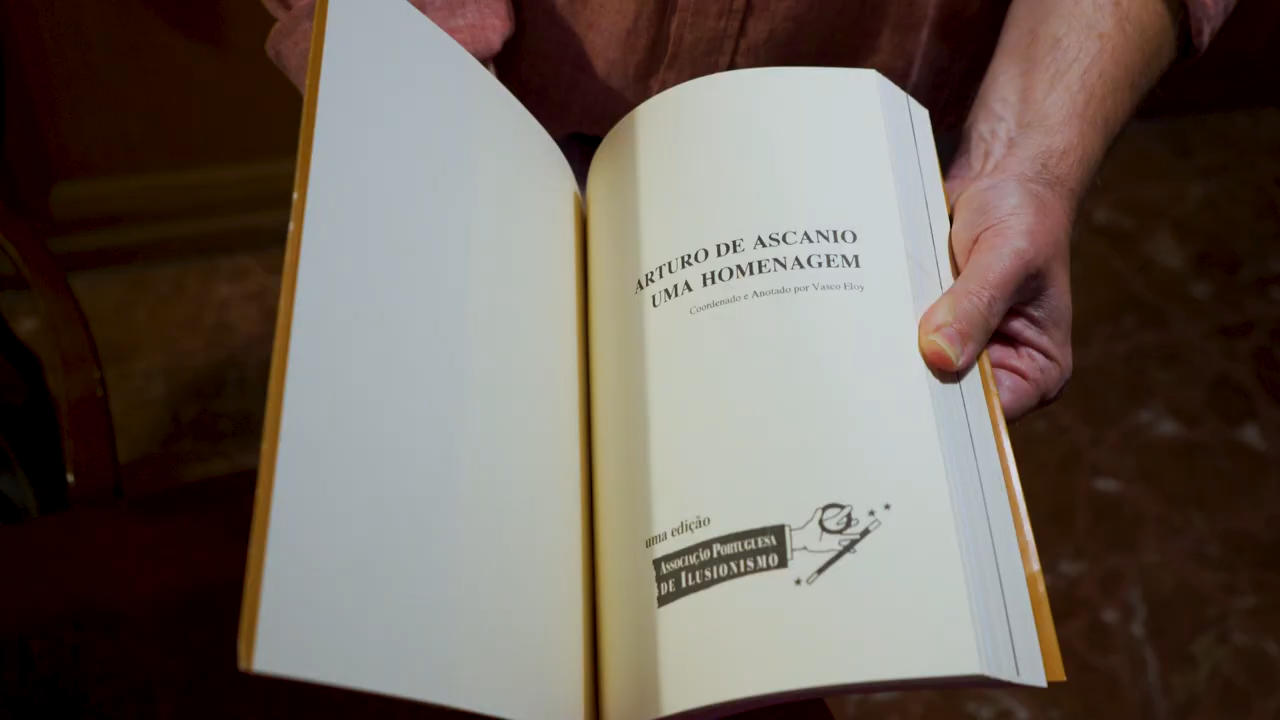 ARTURO DE ASCANIO
UMA HOMENAGEM
Coordenado e Anotado por Vasco Eloy
uma edição
ASSOCIAÇÃO PORTUGUESA
DE ILUSIONISMO